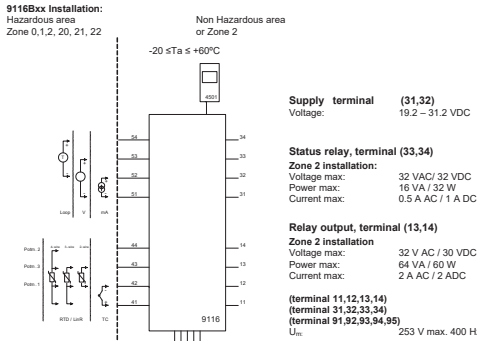 9116Bxx Installation:
Hazardous area
Zone 0,1,2, 20, 21, 22
Non Hazardous area
or Zone 2
-20 ≤Ta ≤ +60ºC
4501
54
53
52
51
44
43
42
41
34
33
32
31
14
13
12
11
9116
Loop
V
mA
Potm. 2
Potm. 3
Potm. 1
RTD / LinR
TC
Supply terminal (31,32)
Voltage: 19.2 – 31.2 VDC
Status relay, terminal (33,34)
Zone 2 installation:
Voltage max: 32 VAC/ 32 VDC
Power max: 16 VA / 32 W
Current max: 0.5 A AC / 1 A DC
Relay output, terminal (13,14)
Zone 2 installation
Voltage max: 32 V AC / 30 VDC
Power max: 64 VA / 60 W
Current max: 2 A AC / 2 ADC
(terminal 11,12,13,14)
(terminal 31,32,33,34)
(terminal 91,92,93,94,95)
Um: 253 V max. 400 H